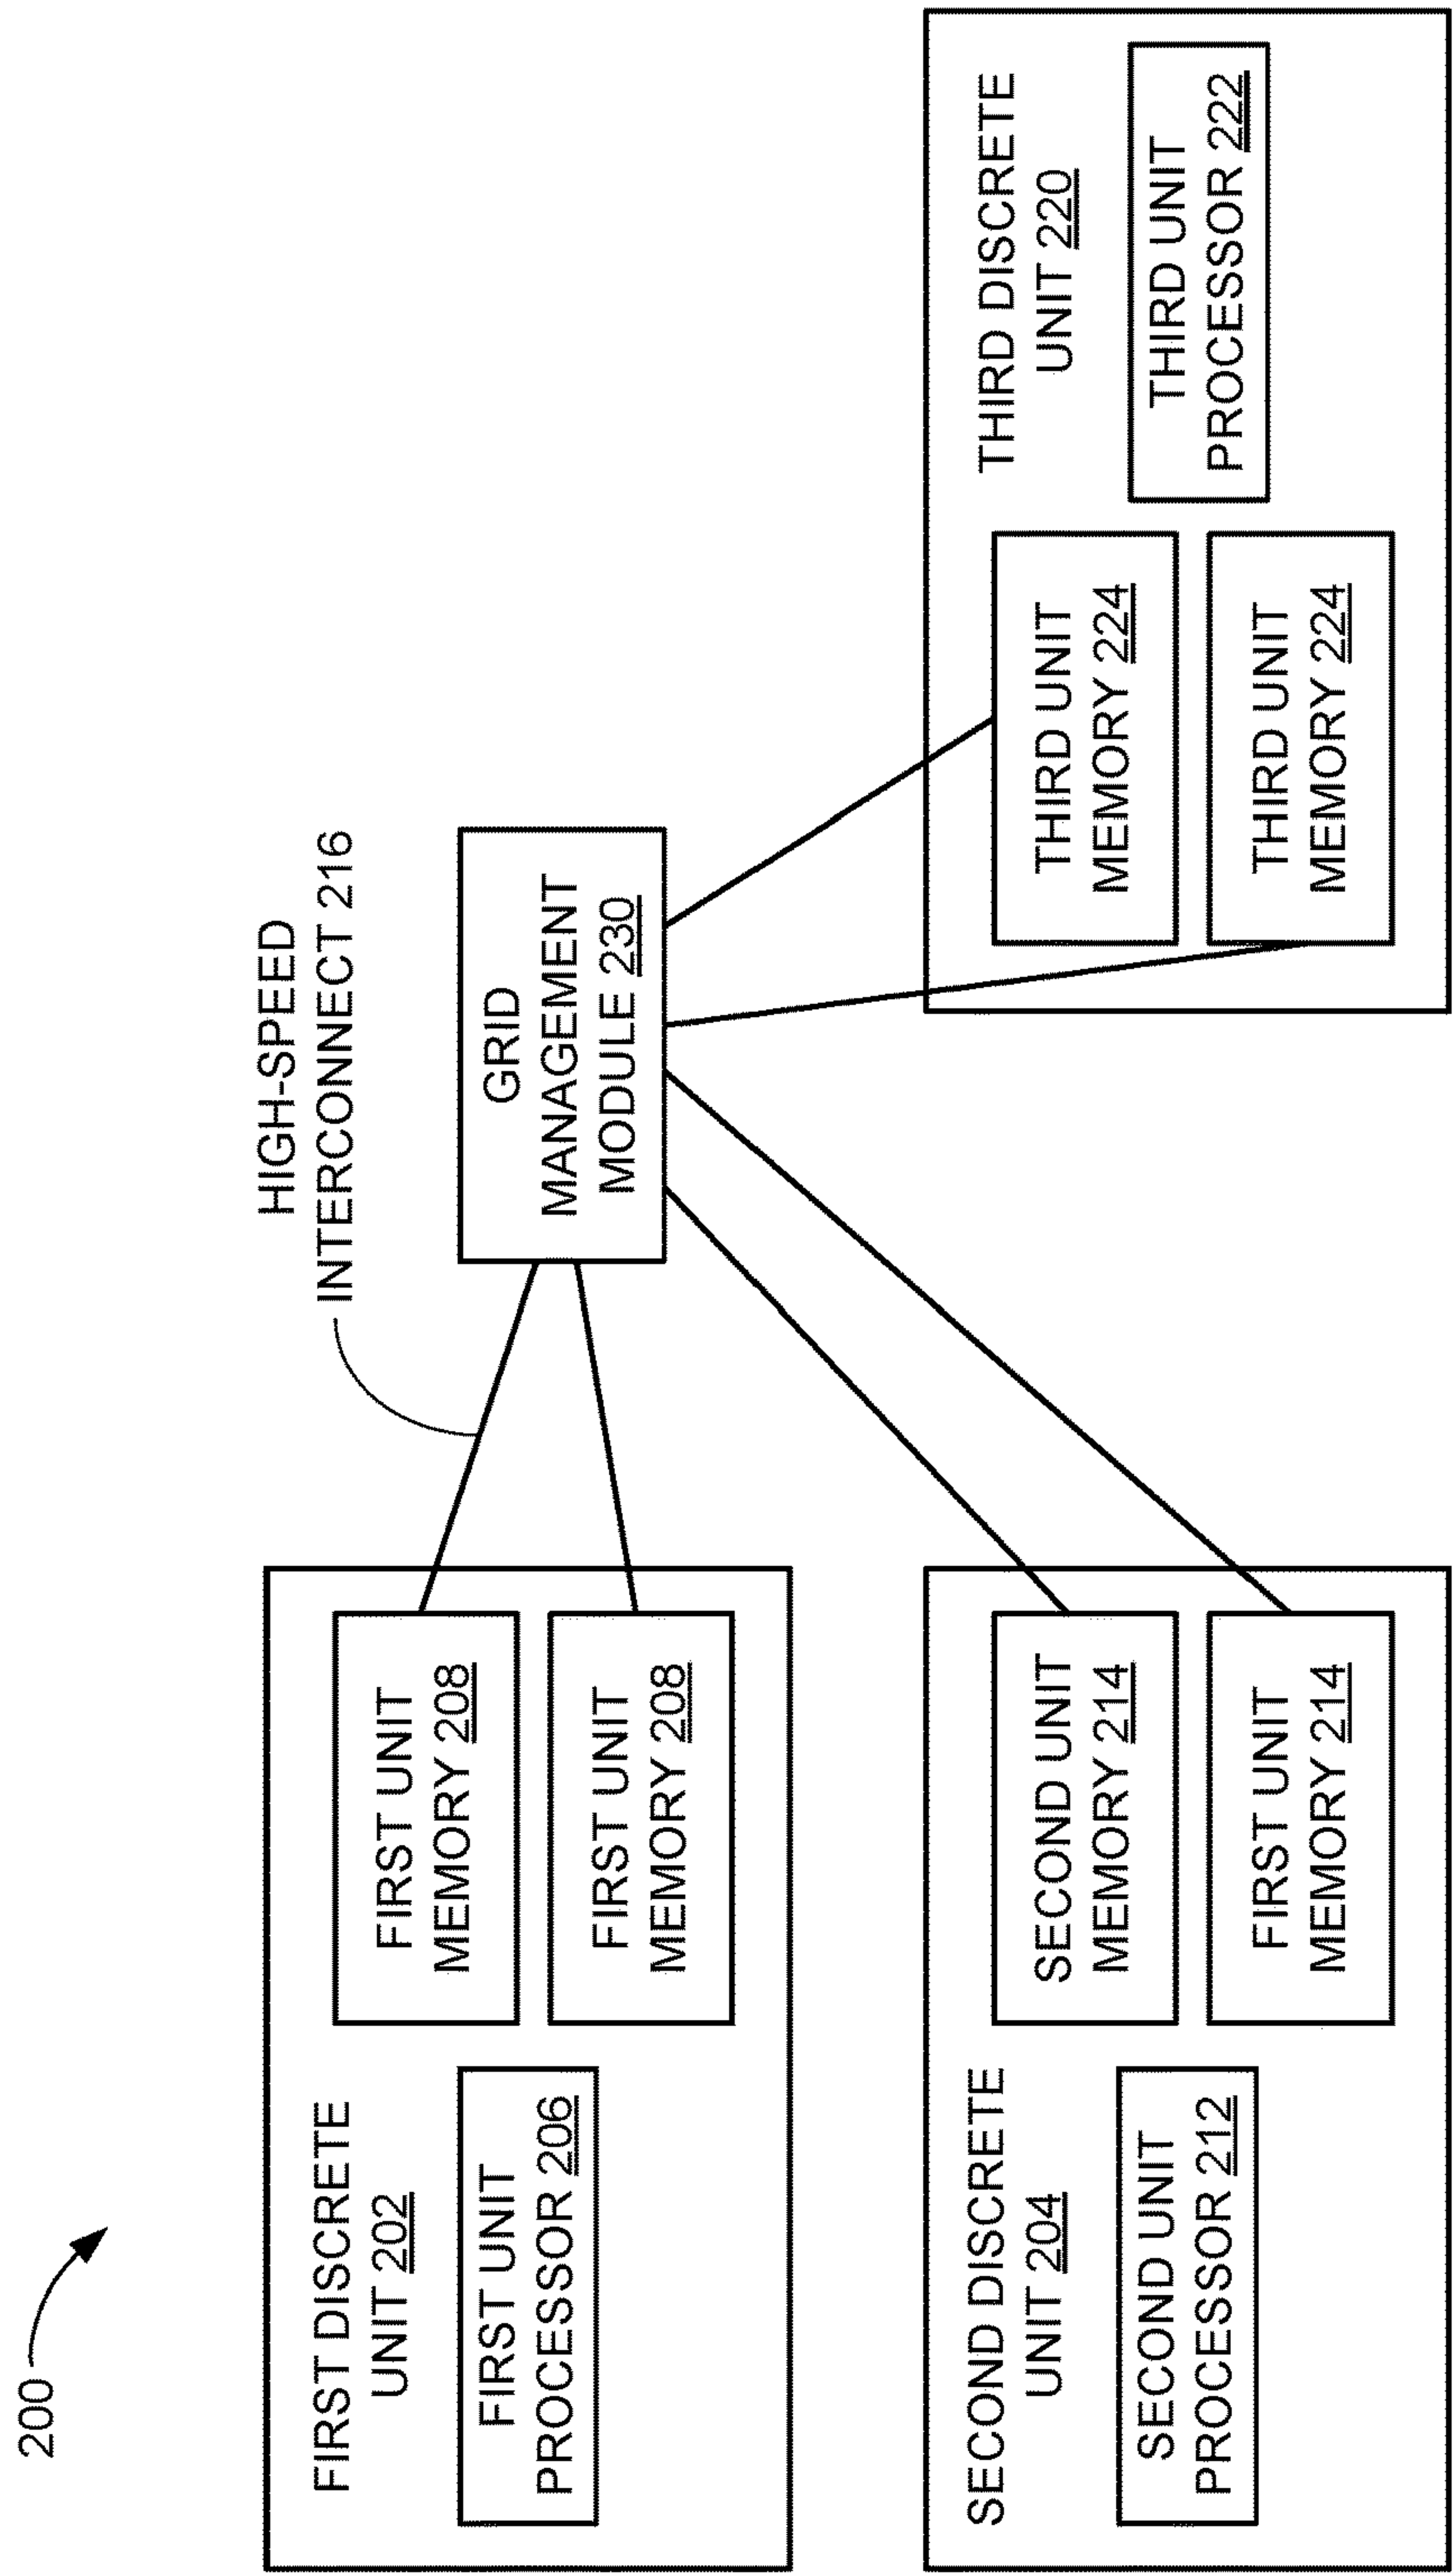 200
HIGH-SPEED
INTERCONNECT 216
FIRST DISCRETE
UNIT 202
FIRST UNIT
PROCESSOR 206
FIRST UNIT
MEMORY 208
FIRST UNIT
MEMORY 208
GRID
MANAGEMENT
MODULE 230
SECOND DISCRETE
UNIT 204
SECOND UNIT
PROCESSOR 212
SECOND UNIT
MEMORY 214
FIRST UNIT
MEMORY 214
THIRD DISCRETE
UNIT 220
THIRD UNIT
MEMORY 224
THIRD UNIT
MEMORY 224
THIRD UNIT
PROCESSOR 222